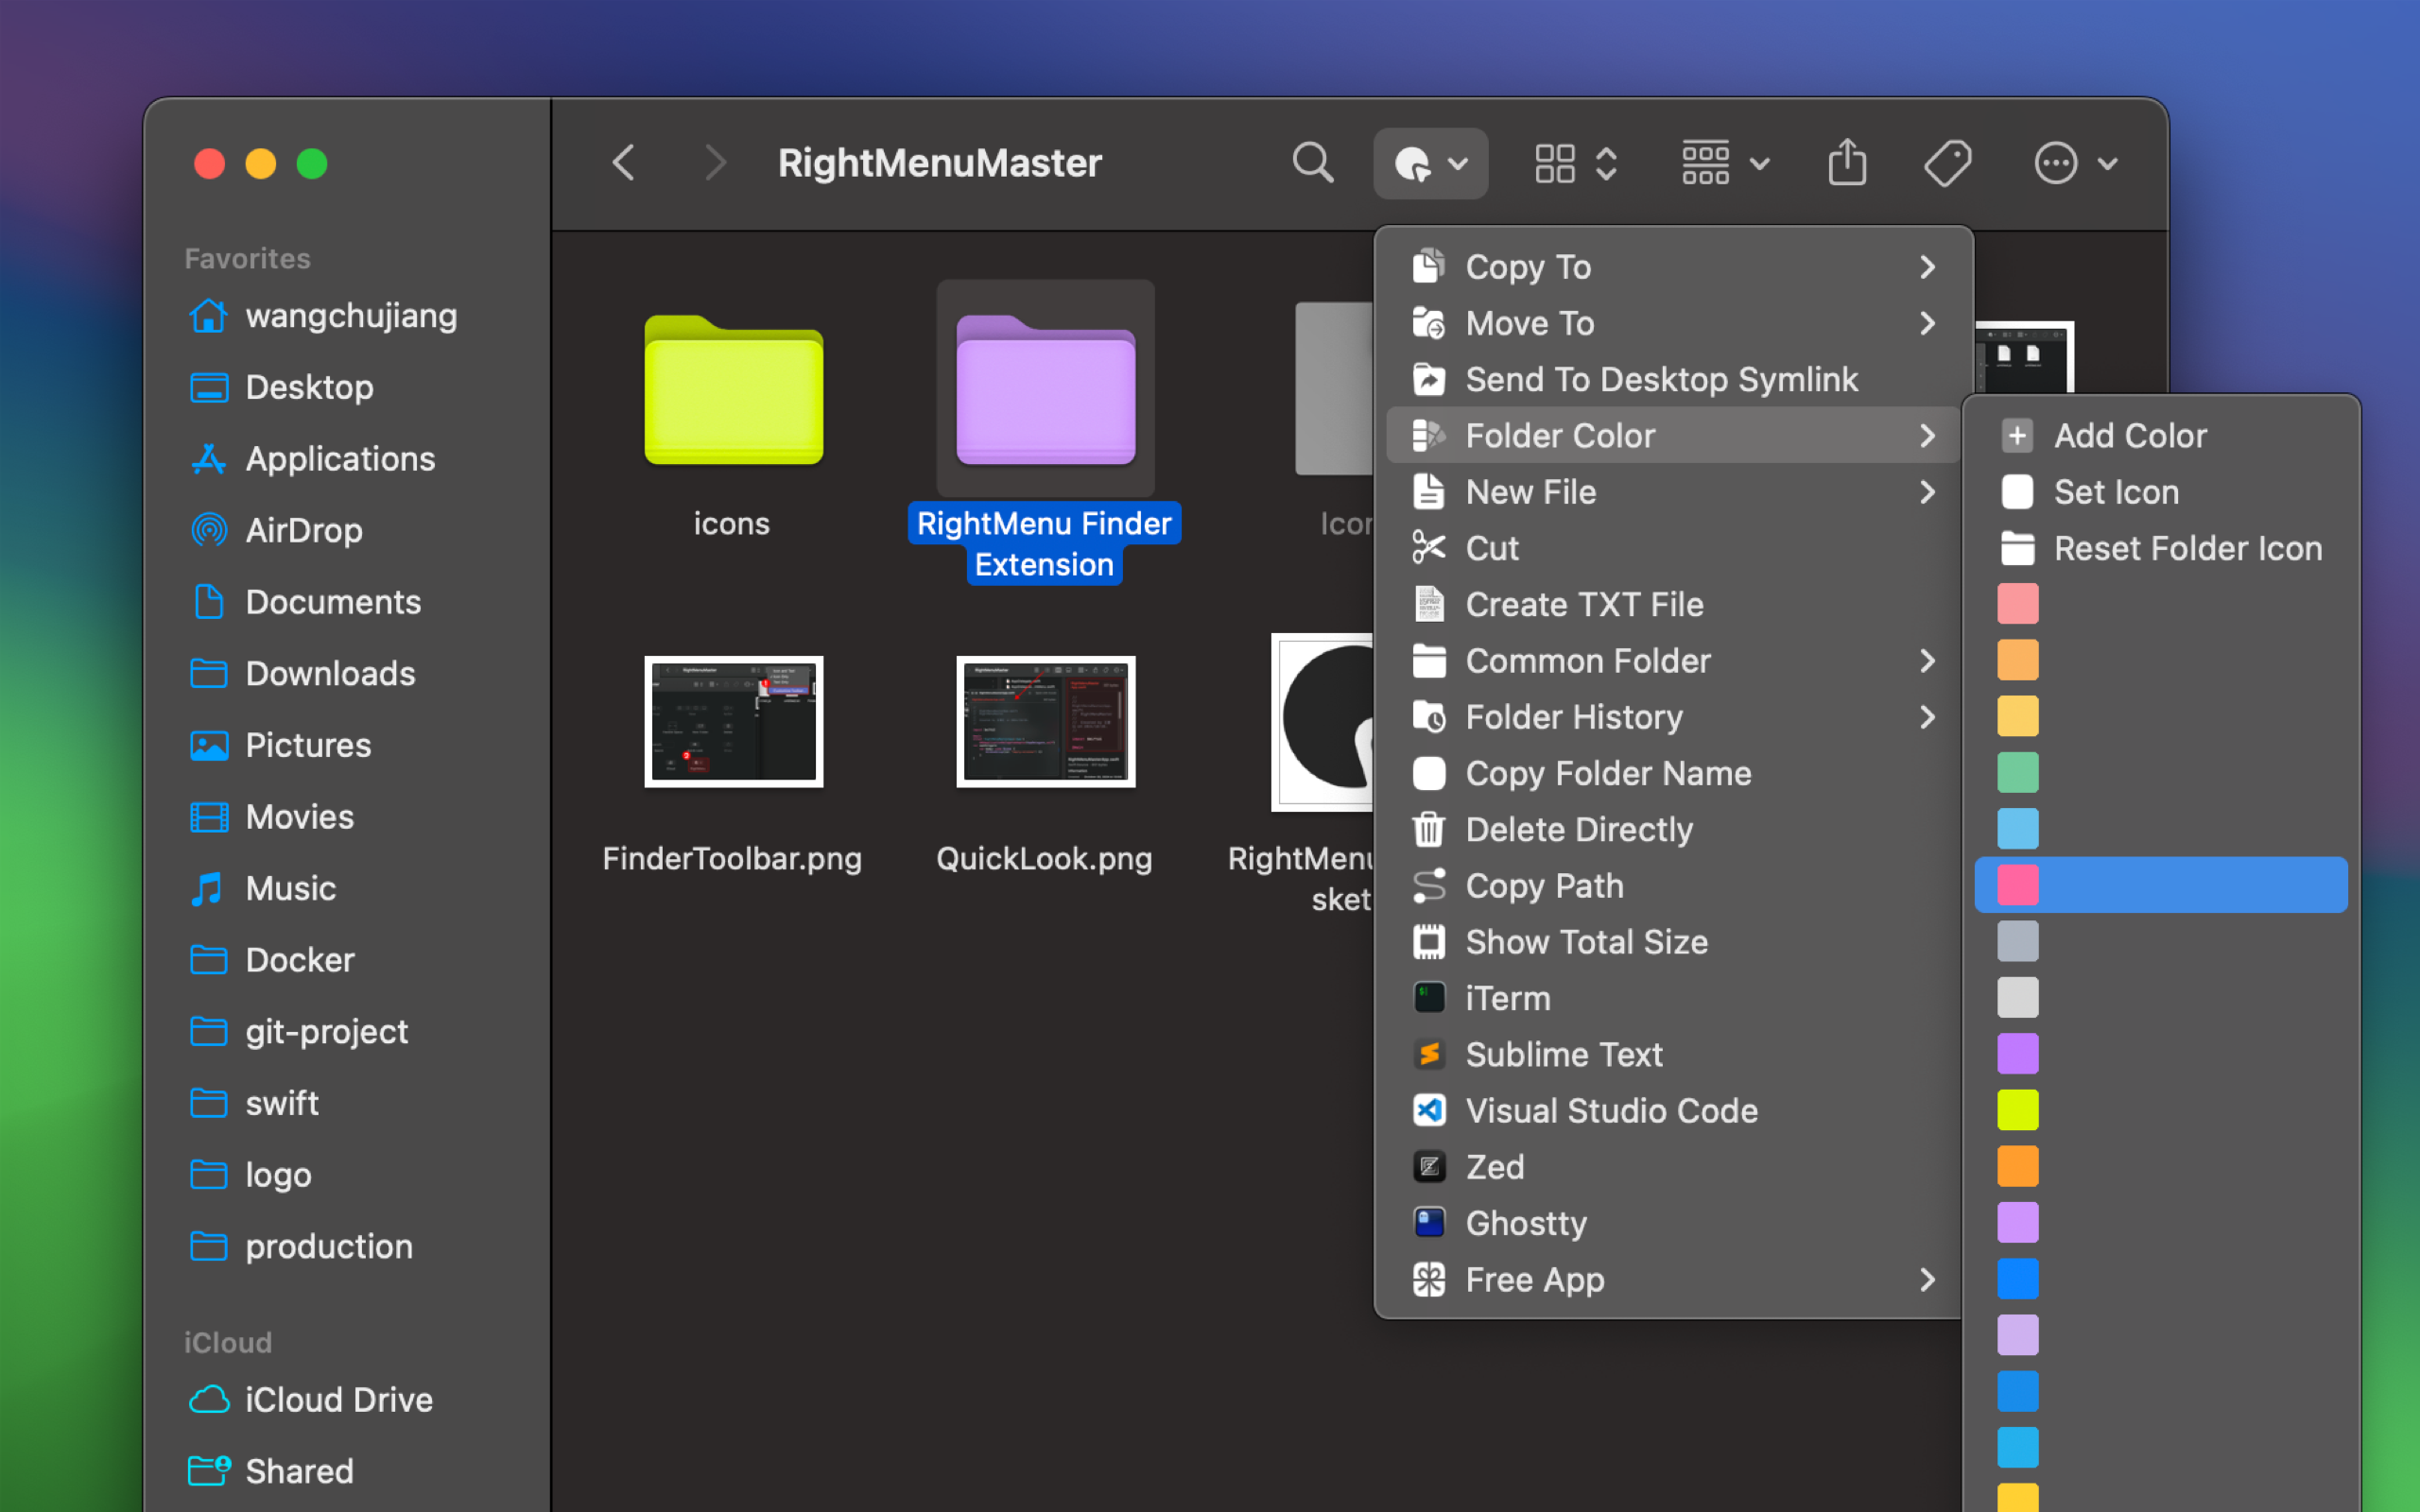 RightMenuMaster
Favorites
wangchujiang
Desktop
Applications
AirDrop
Documents
Downloads
Pictures
Movies
Music
Docker
git-project
swift
logo
production
iCloud
iCloud Drive
Shared
icons
RightMenu Finder
Extension
FinderToolbar.png
QuickLook.png
Copy To
Move To
Send To Desktop Symlink
Folder Color
New File
Cut
Create TXT File
Common Folder
Folder History
Copy Folder Name
Delete Directly
Copy Path
Show Total Size
iTerm
Sublime Text
Visual Studio Code
Zed
Ghostty
Free App
Add Color
Set Icon
Reset Folder Icon